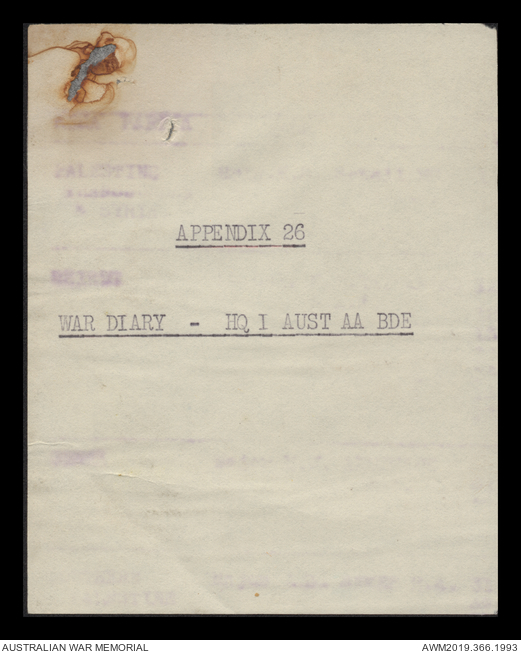 APPENDIX 26
WAR DIARY - HQ I AUST AA BDE
AUSTRALIAN WAR MEMORIAL
AWM2019.366.1993